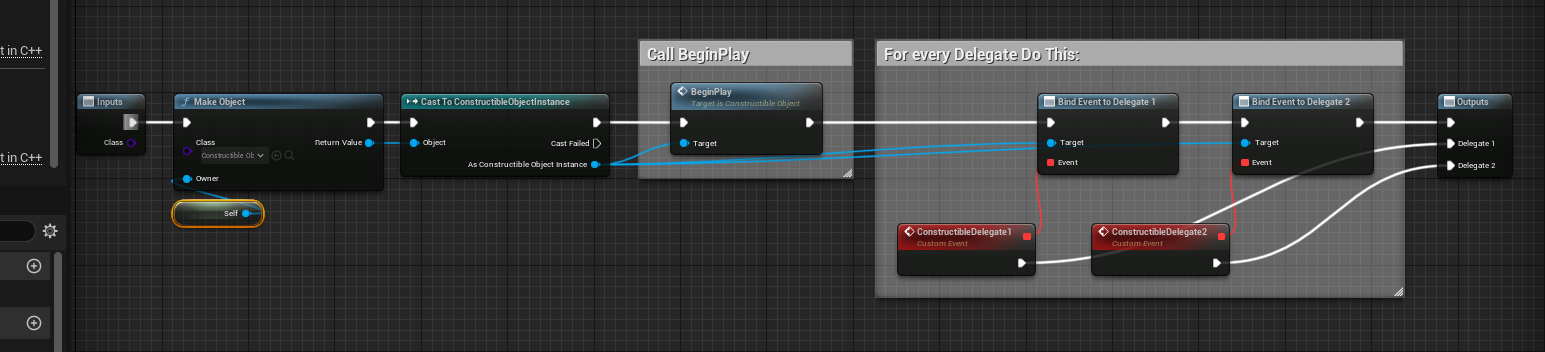 t in C++
t in C++
Inputs
Class
Make Object
Class
Constructible Ob:
Return Value
Owner
Self
Cast To ConstructibleObjectInstance
Object
Cast Failed
As Constructible Object Instance
Call BeginPlay
BeginPlay
Target is Constructible Object
Target
For every Delegate Do This:
Bind Event to Delegate 1
Target
Event
Bind Event to Delegate 2
Target
Event
ConstructibleDelegate1
Custom Event
ConstructibleDelegate2
Custom Event
Outputs
Delegate 1
Delegate 2